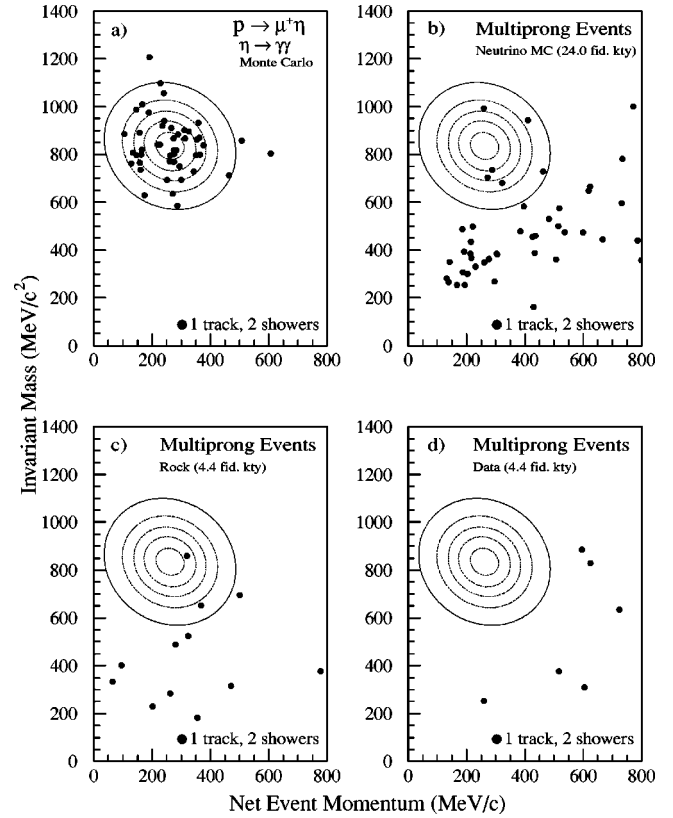 a)
p → μ⁺η
η → γγ
Monte Carlo
1400
1200
1000
800
600
400
200
0
1 track, 2 showers
0 200 400 600 800
b)
Multiprong Events
Neutrino MC (24.0 fid. kty)
1400
1200
1000
800
600
400
200
0
1 track, 2 showers
0 200 400 600 800
Invariant Mass (MeV/c²)
c)
Multiprong Events
Rock (4.4 fid. kty)
1400
1200
1000
800
600
400
200
0
1 track, 2 showers
0 200 400 600 800
d)
Multiprong Events
Data (4.4 fid. kty)
1400
1200
1000
800
600
400
200
0
1 track, 2 showers
0 200 400 600 800
Net Event Momentum (MeV/c)